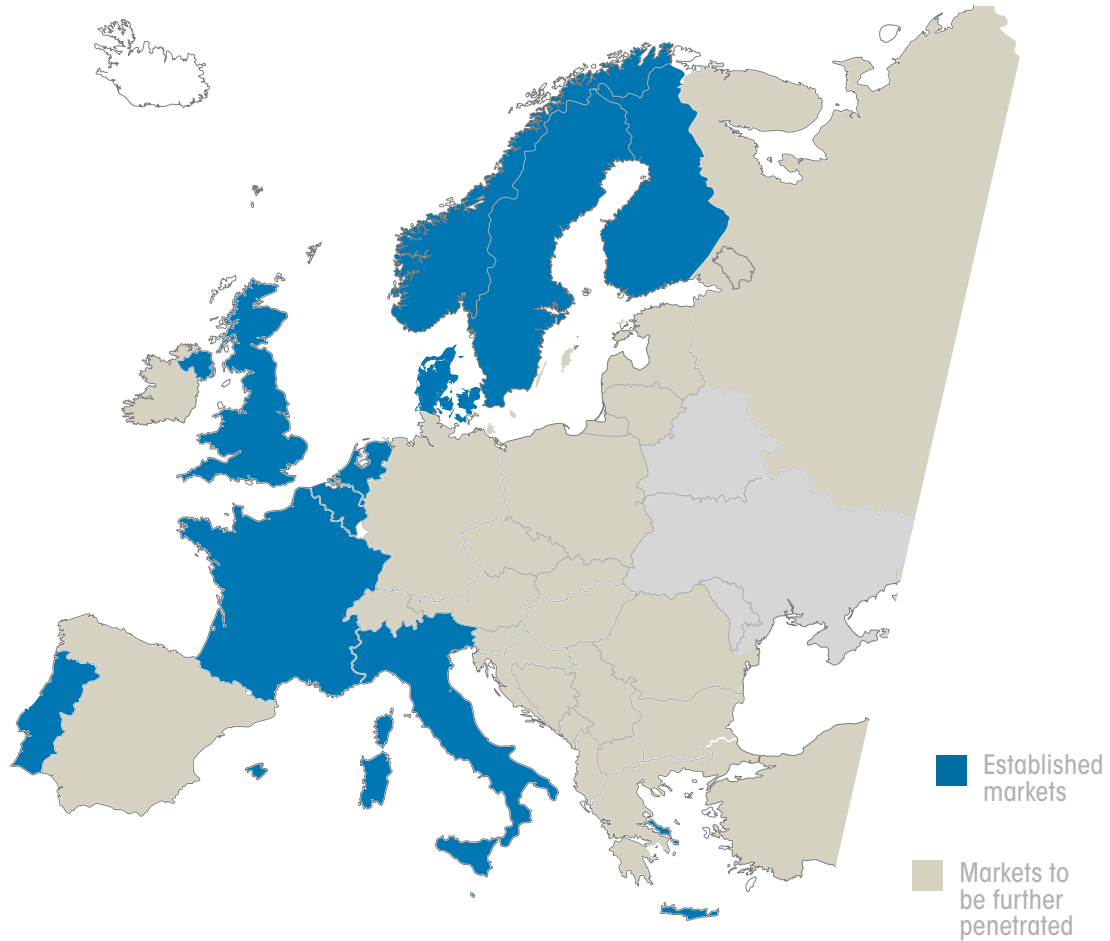 Established
markets
Markets to
be further
penetrated